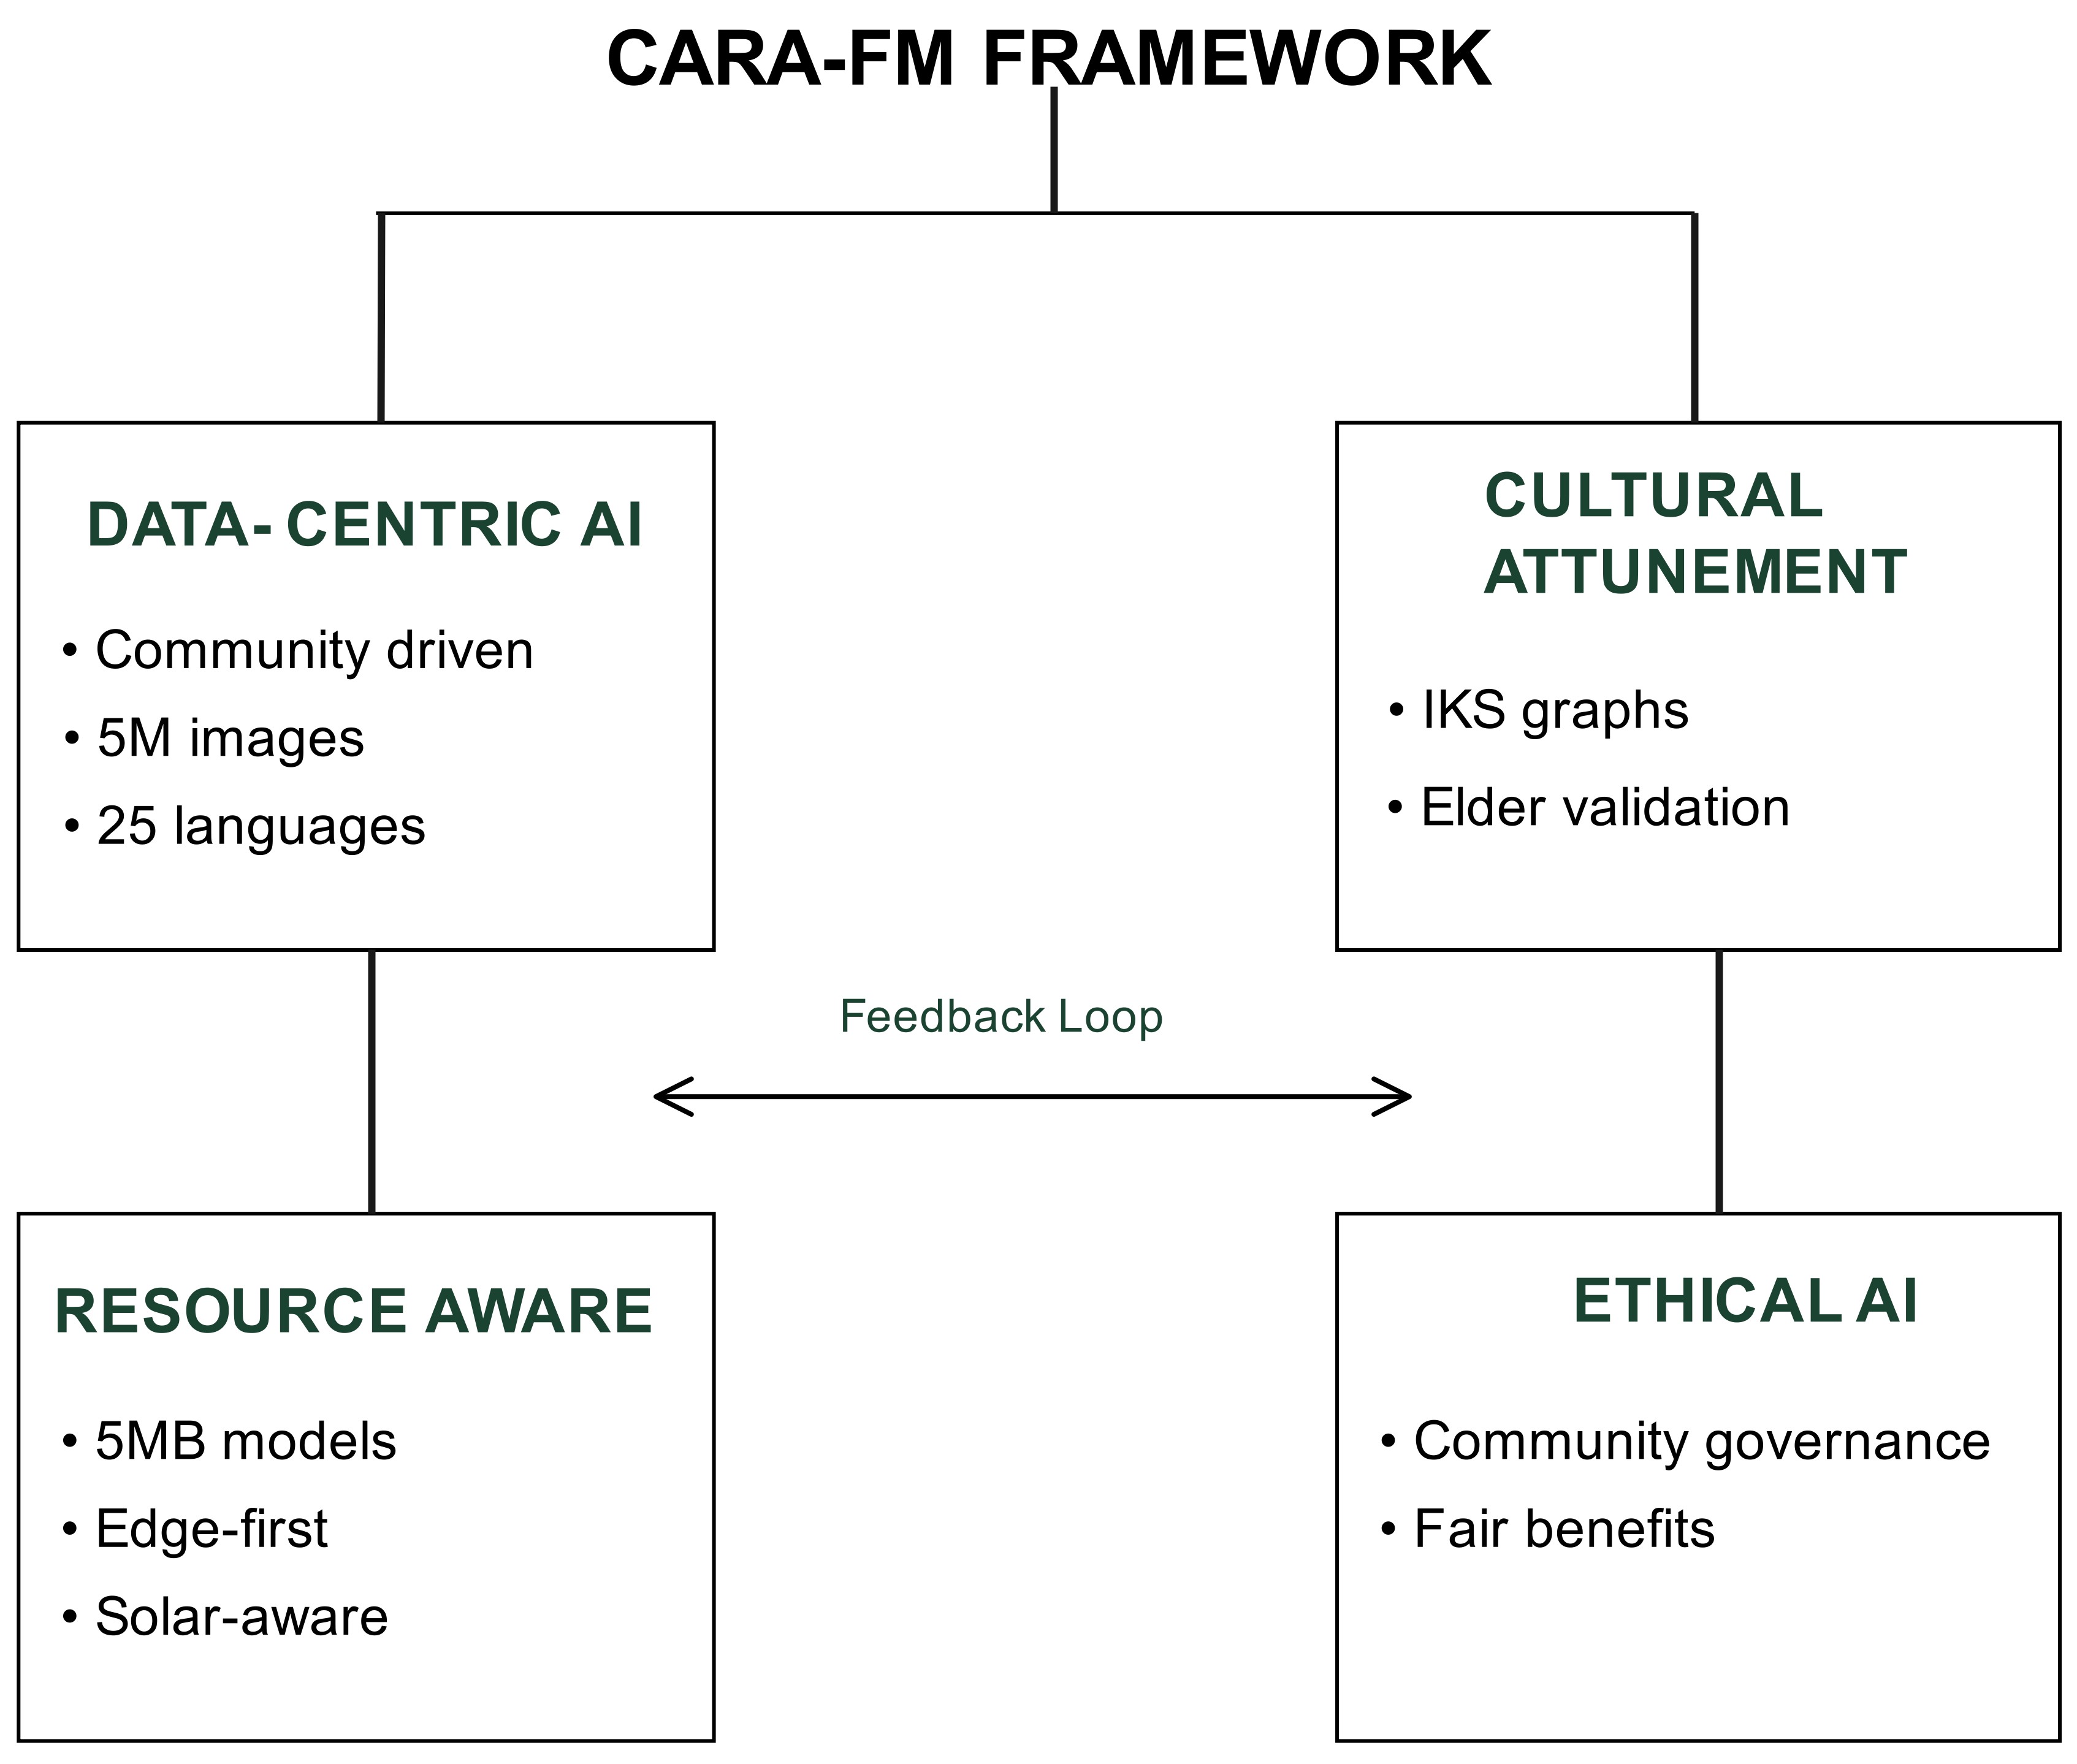 CARA-FM FRAMEWORK
DATA- CENTRIC AI
• Community driven
• 5M images
• 25 languages
CULTURAL
ATTUNEMENT
• IKS graphs
• Elder validation
Feedback Loop
RESOURCE AWARE
• 5MB models
• Edge-first
• Solar-aware
ETHICAL AI
• Community governance
• Fair benefits